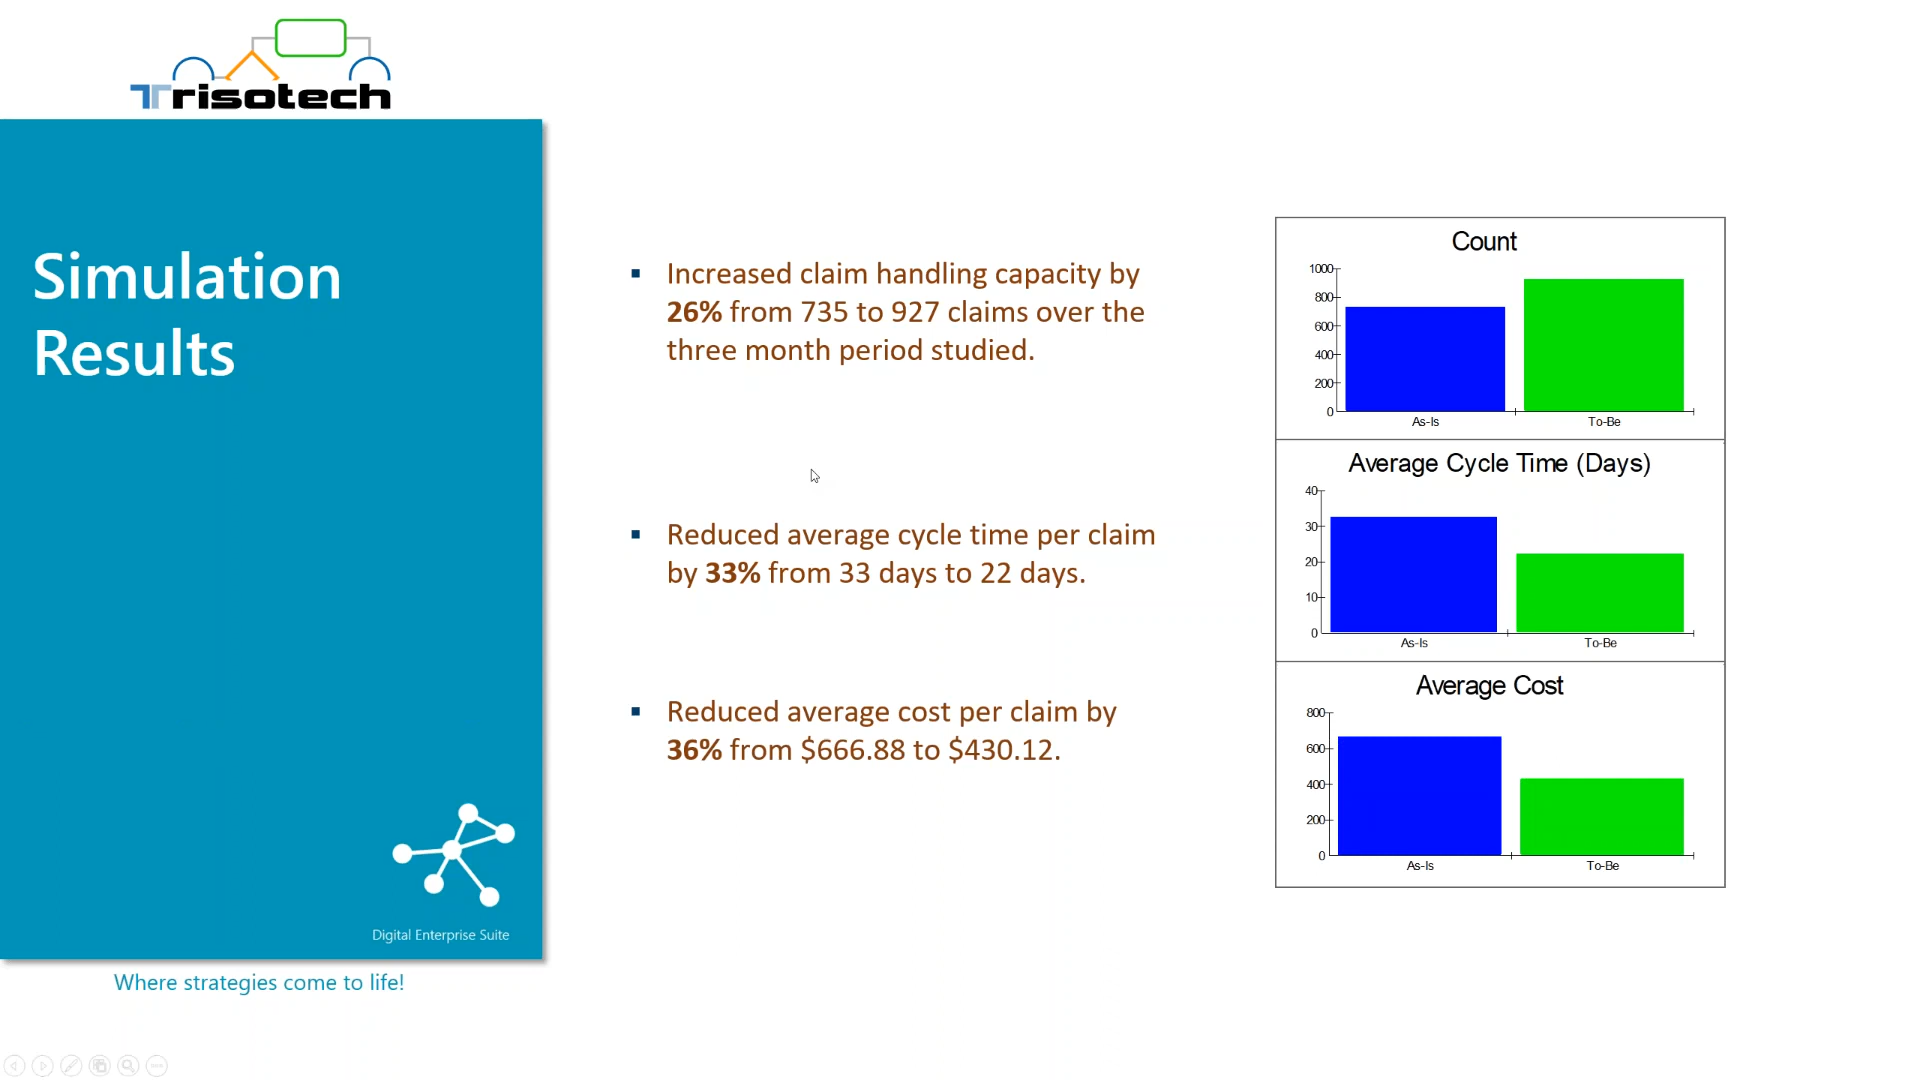 Trisotech
Simulation
Results
Increased claim handling capacity by
26% from 735 to 927 claims over the
three month period studied.
Reduced average cycle time per claim
by 33% from 33 days to 22 days.
Reduced average cost per claim by
36% from $666.88 to $430.12.
Count
1000
800
600
400
200
0
As-Is To-Be
Average Cycle Time (Days)
40
30
20
10
0
As-Is To-Be
Average Cost
800
600
400
200
0
As-Is To-Be
Digital Enterprise Suite
Where strategies come to life!